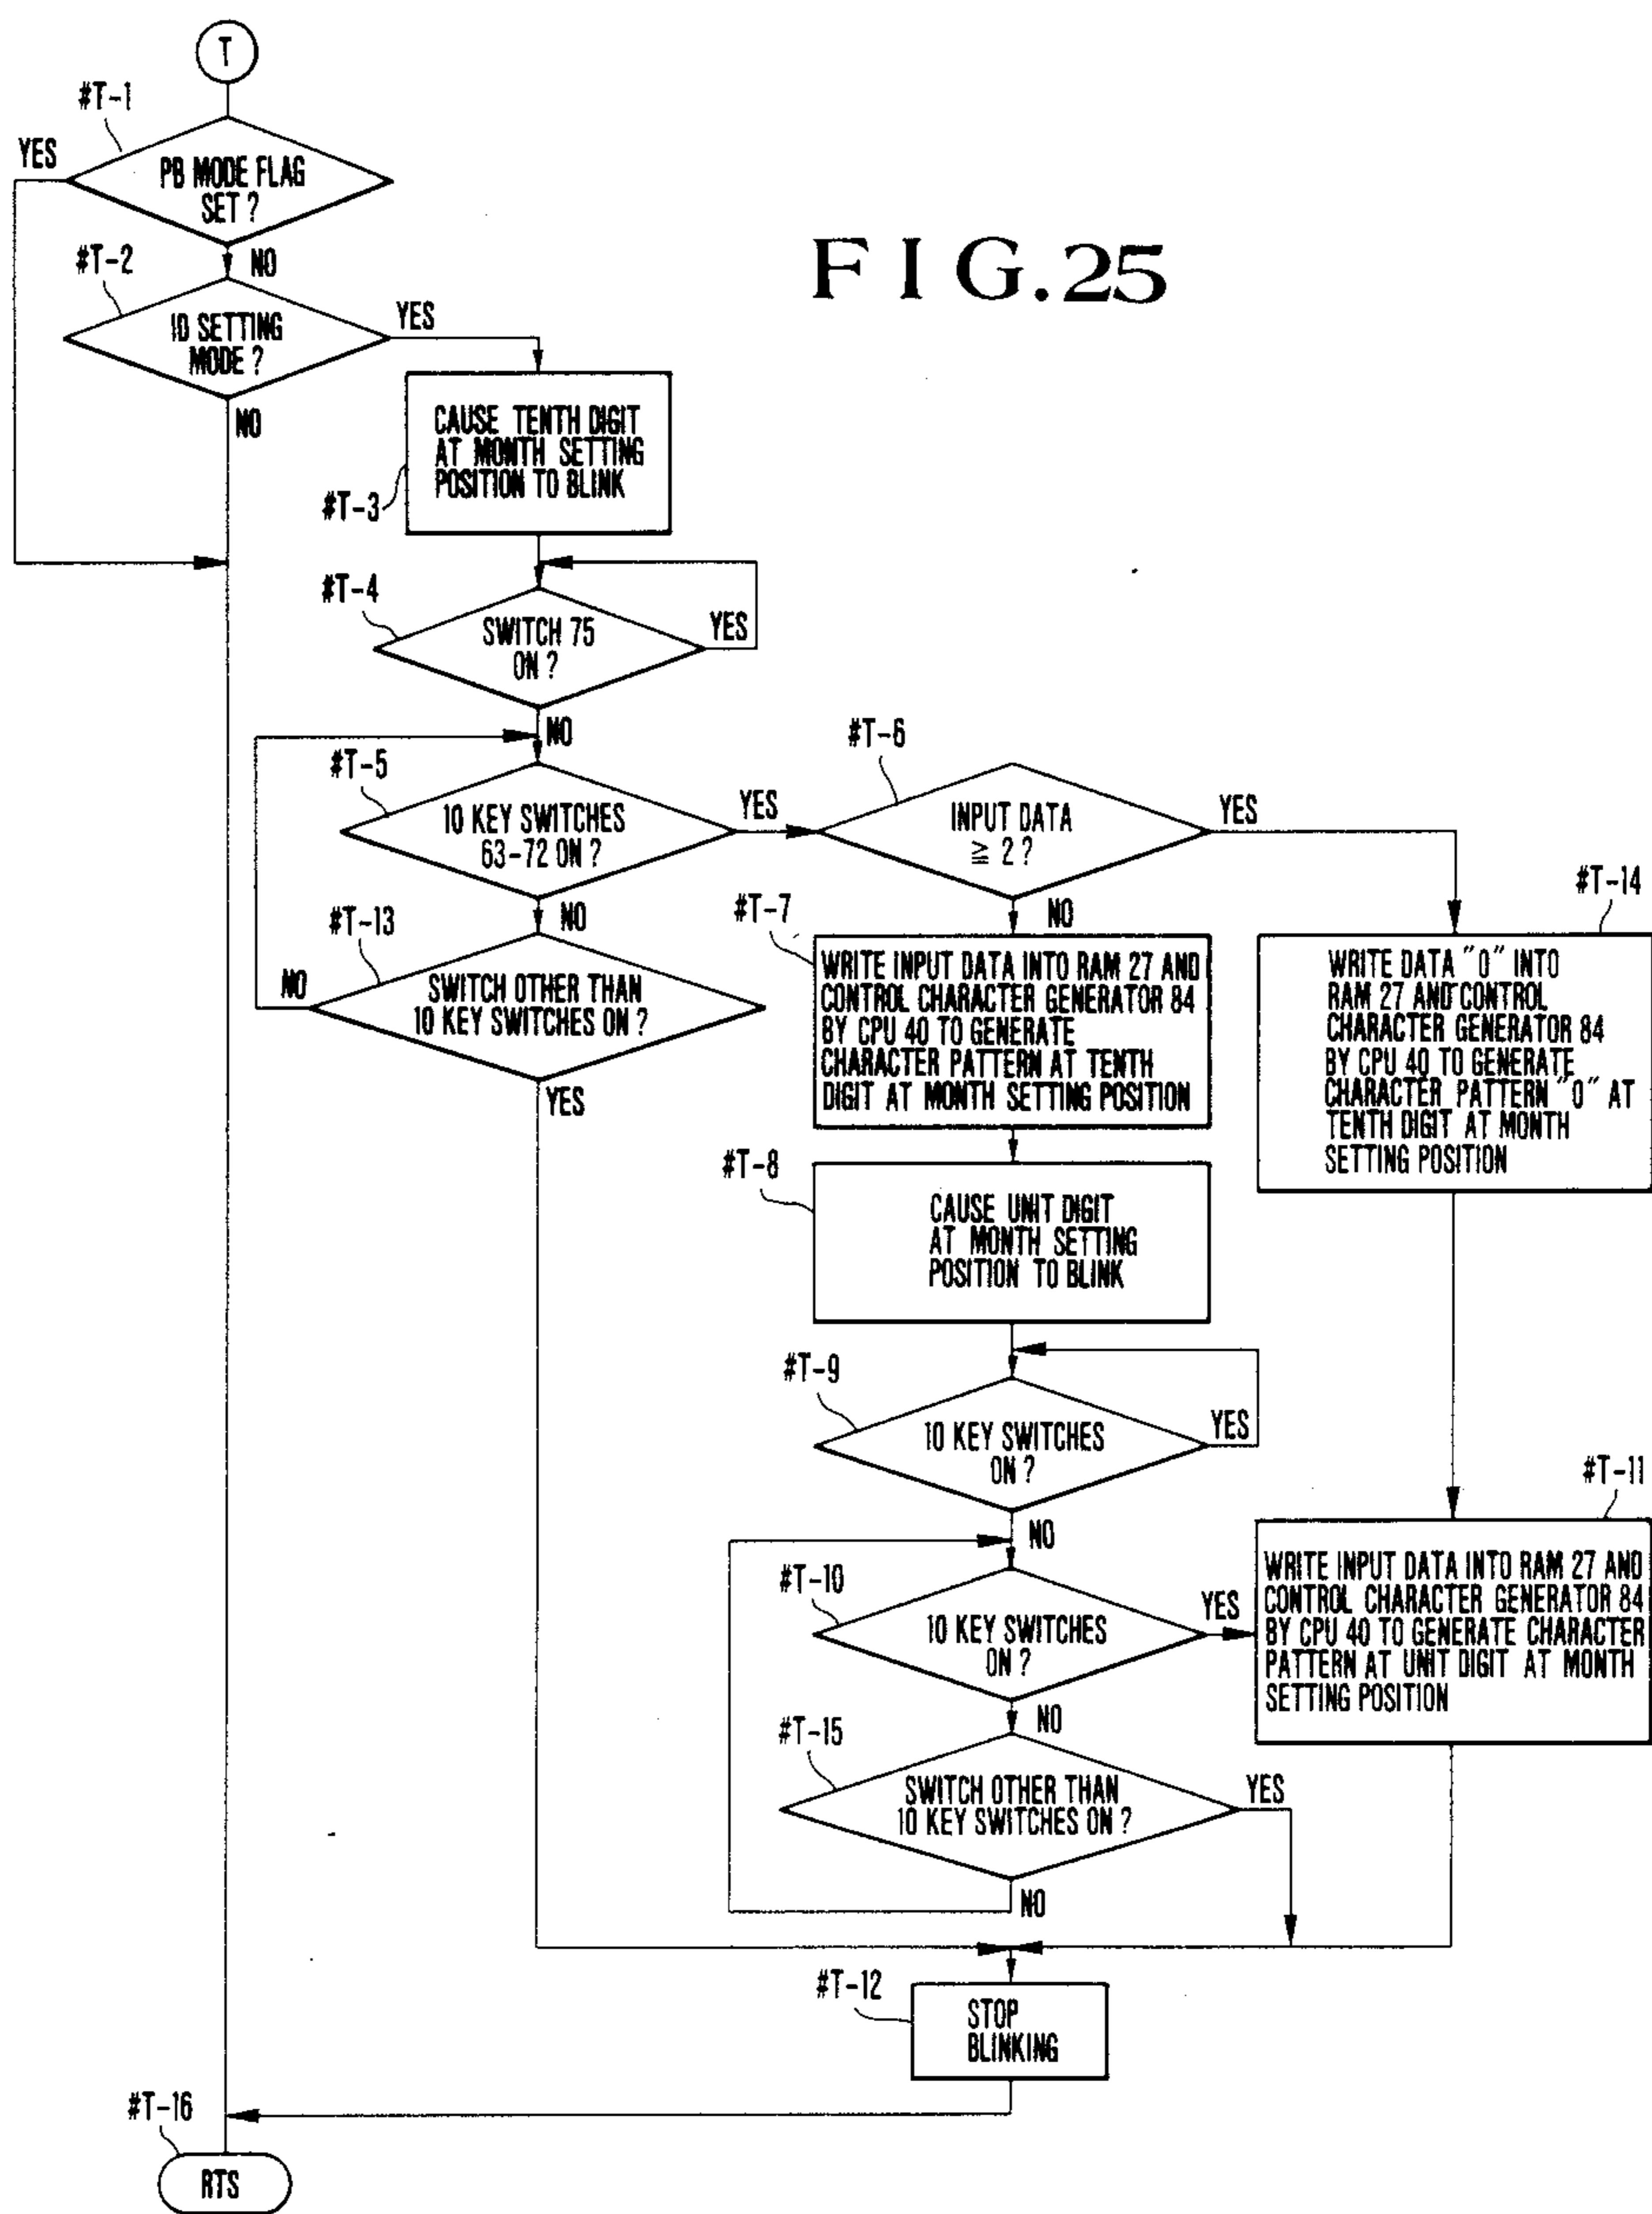 T
#T-1
YES
PB MODE FLAG
SET ?
NO
#T-2
ID SETTING
MODE ?
YES
NO
FIG.25
CAUSE TENTH DIGIT
AT MONTH SETTING
POSITION TO BLINK
#T-3
#T-4
SWITCH 75
ON ?
YES
NO
#T-5
10 KEY SWITCHES
63-72 ON ?
YES
NO
#T-6
INPUT DATA
≧ 2 ?
YES
NO
#T-13
NO
SWITCH OTHER THAN
10 KEY SWITCHES ON ?
YES
#T-7
WRITE INPUT DATA INTO RAM 27 AND
CONTROL CHARACTER GENERATOR 84
BY CPU 40 TO GENERATE
CHARACTER PATTERN AT TENTH
DIGIT AT MONTH SETTING POSITION
#T-14
WRITE DATA "0" INTO
RAM 27 AND CONTROL
CHARACTER GENERATOR 84
BY CPU 40 TO GENERATE
CHARACTER PATTERN "0" AT
TENTH DIGIT AT MONTH
SETTING POSITION
#T-8
CAUSE UNIT DIGIT
AT MONTH SETTING
POSITION TO BLINK
#T-9
10 KEY SWITCHES
ON ?
YES
NO
#T-10
10 KEY SWITCHES
ON ?
YES
NO
#T-11
WRITE INPUT DATA INTO RAM 27 AND
CONTROL CHARACTER GENERATOR 84
BY CPU 40 TO GENERATE CHARACTER
PATTERN AT UNIT DIGIT AT MONTH
SETTING POSITION
#T-15
SWITCH OTHER THAN
10 KEY SWITCHES ON ?
YES
NO
#T-12
STOP
BLINKING
#T-16
RTS